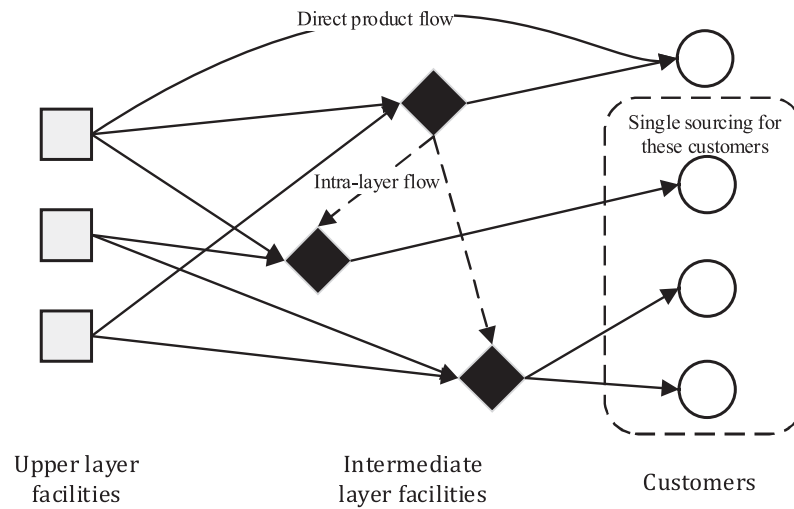 Direct product flow
Single sourcing for
these customers
Intra-layer flow
Upper layer
facilities
Intermediate
layer facilities
Customers